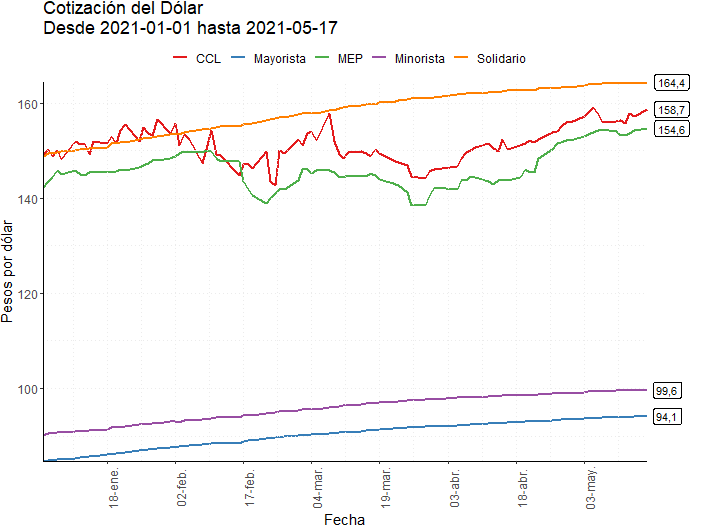 Cotización del Dólar
Desde 2021-01-01 hasta 2021-05-17
CCL Mayorista MEP Minorista Solidario
Pesos por dólar
160
140
120
100
164,4
158,7
154,6
99,6
94,1
18-ene. 02-feb. 17-feb. 04-mar. 19-mar. 03-abr. 18-abr. 03-may.
Fecha